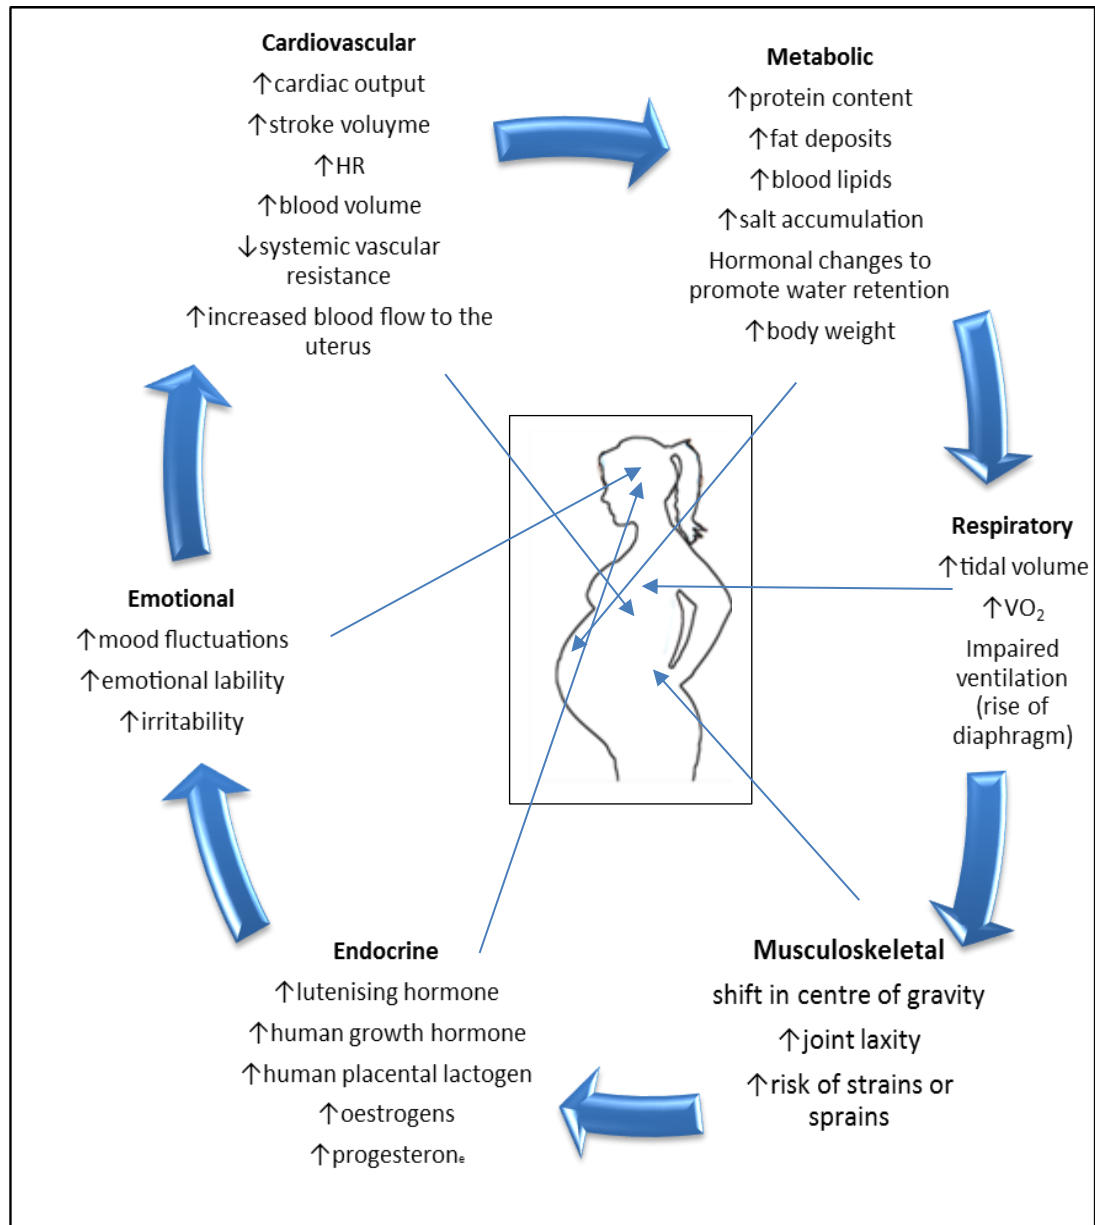 Cardiovascular
↑cardiac output
↑stroke voluyme
↑HR
↑blood volume
↓systemic vascular
resistance
↑increased blood flow to the
uterus
Metabolic
↑protein content
↑fat deposits
↑blood lipids
↑salt accumulation
Hormonal changes to
promote water retention
↑body weight
Respiratory
↑tidal volume
↑VO₂
Impaired
ventilation
(rise of
diaphragm)
Musculoskeletal
shift in centre of gravity
↑joint laxity
↑risk of strains or
sprains
Endocrine
↑lutenising hormone
↑human growth hormone
↑human placental lactogen
↑oestrogens
↑progesterone
Emotional
↑mood fluctuations
↑emotional lability
↑irritability